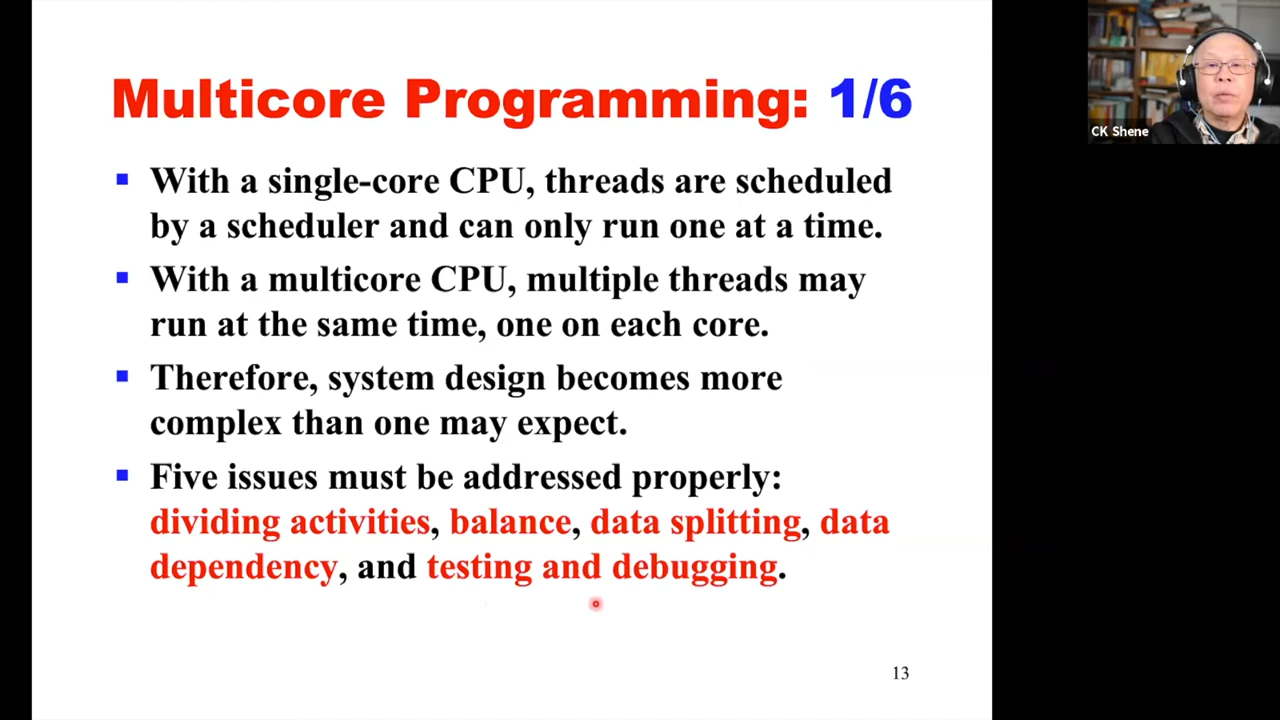 Multicore Programming: 1/6
With a single-core CPU, threads are scheduled
by a scheduler and can only run one at a time.
With a multicore CPU, multiple threads may
run at the same time, one on each core.
Therefore, system design becomes more
complex than one may expect.
Five issues must be addressed properly:
dividing activities, balance, data splitting, data
dependency, and testing and debugging.
13
CK Shene